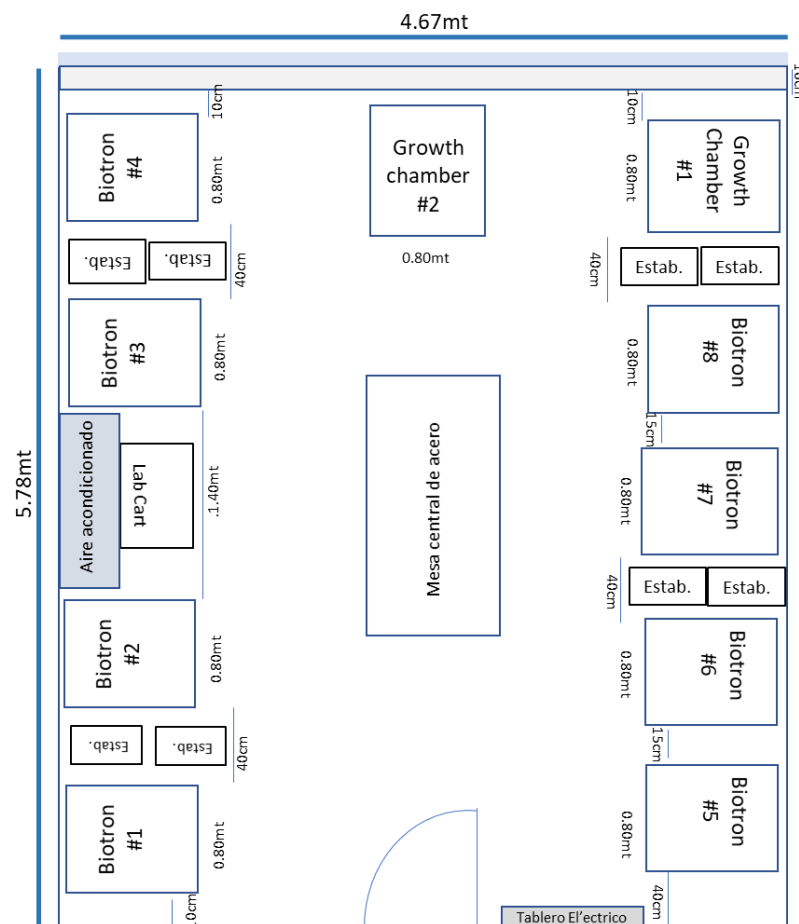 4.67mt
10cm
10cm
10cm
Biotron
#4
0.80mt
Growth
chamber
#2
0.80mt
Growth
Chamber
#1
0.80mt
Estab.
Estab.
40cm
40cm
Estab.
Estab.
Biotron
#3
0.80mt
Biotron
#8
0.80mt
15cm
5.78mt
Aire acondicionado
Lab Cart
.1.40mt
Mesa central de acero
Biotron
#7
0.80mt
40cm
Estab.
Estab.
Biotron
#2
0.80mt
Biotron
#6
0.80mt
15cm
Estab.
Estab.
40cm
Biotron
#1
0.80mt
Biotron
#5
0.80mt
40cm
Tablero El’ectrico